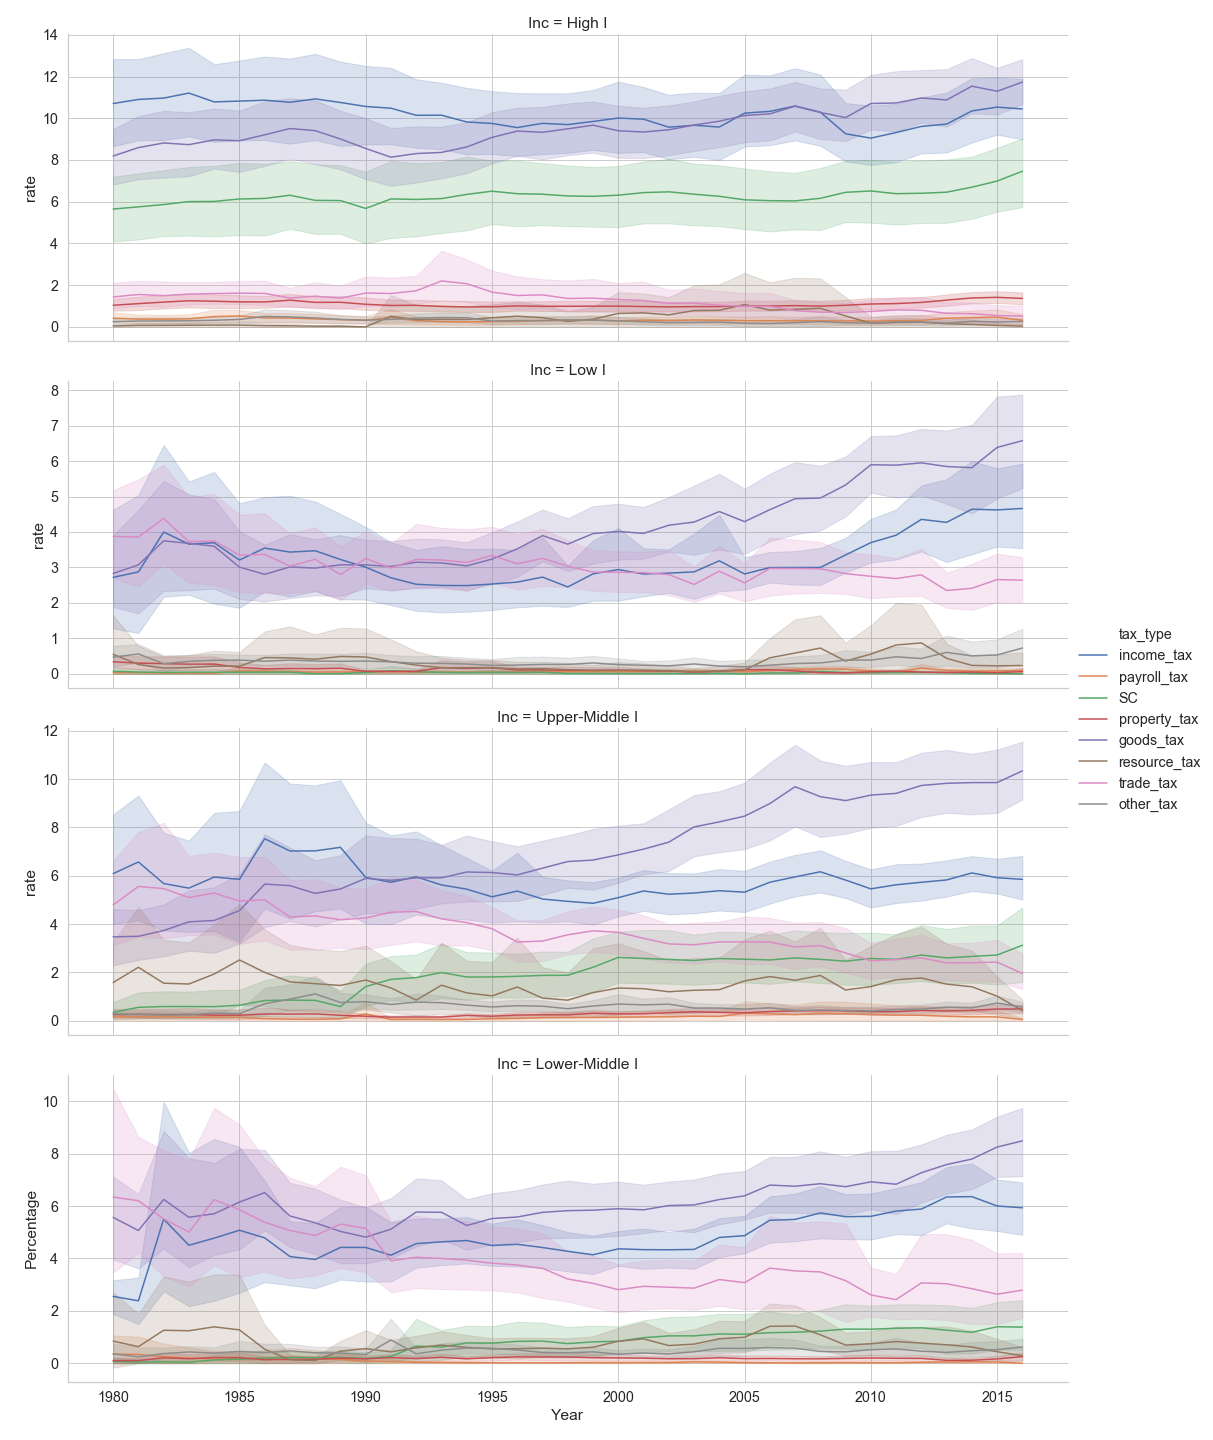 Inc = High I
14
12
10
8
6
4
2
0
rate
Inc = Low I
8
7
6
5
4
3
2
1
0
rate
Inc = Upper-Middle I
12
10
8
6
4
2
0
rate
Inc = Lower-Middle I
10
8
6
4
2
0
Percentage
1980 1985 1990 1995 2000 2005 2010 2015
Year
tax_type
income_tax
payroll_tax
SC
property_tax
goods_tax
resource_tax
trade_tax
other_tax